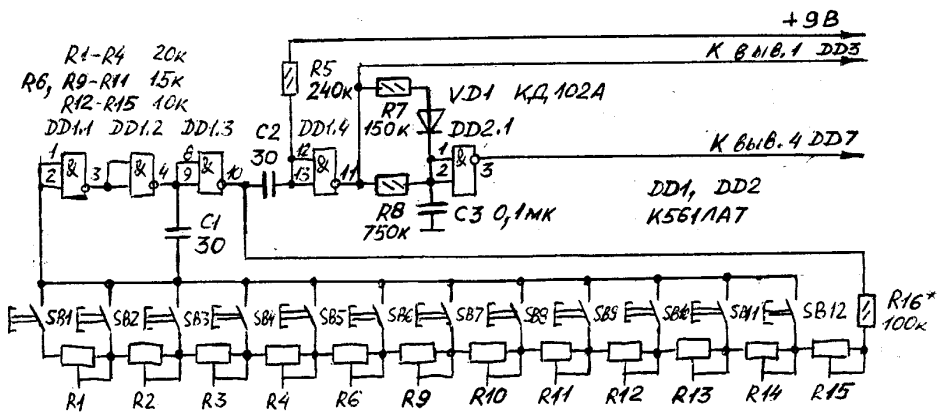 +9В
К выв.1 DD3
R1-R4 20к
R6, R9-R11 15к
R12-R15 10к
R5
240к
R7
150к
VD1 КД102А
DD1.1
DD1.2
DD1.3
C2
30
DD1.4
DD2.1
1
2
&
3
&
4
8
9
&
10
12
13
&
11
1
2
&
3
К выв.4 DD7
R8
750к
C3 0,1мк
DD1, DD2
К561ЛА7
C1
30
SB1
SB2
SB3
SB4
SB5
SB6
SB7
SB8
SB9
SB10
SB11
SB12
R16*
100к
R1
R2
R3
R4
R6
R9
R10
R11
R12
R13
R14
R15